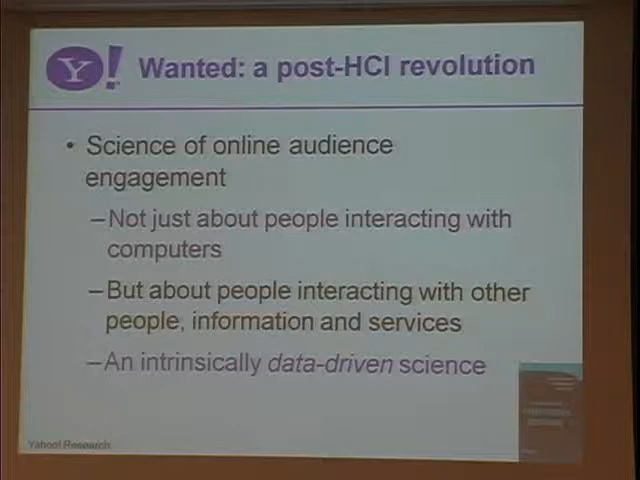 Y! Wanted: a post-HCI revolution
• Science of online audience
engagement
–Not just about people interacting with
computers
–But about people interacting with other
people, information and services
–An intrinsically data-driven science
Yahoo! Research